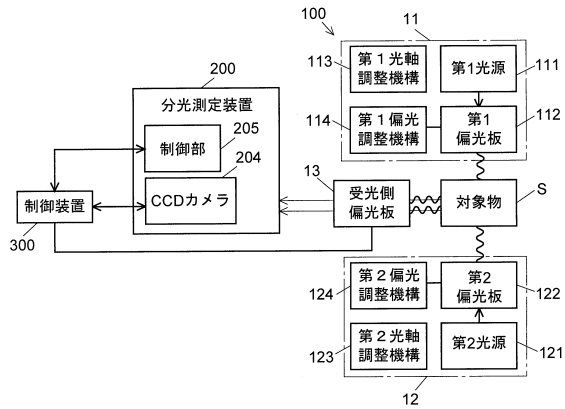 100
11
113
第1光軸
調整機構
第1光源
111
114
第1偏光
調整機構
第1
偏光板
112
200
分光測定装置
制御部
205
204
CCDカメラ
制御装置
300
13
受光側
偏光板
対象物
S
第2偏光
調整機構
124
第2
偏光板
122
第2光軸
調整機構
123
第2光源
121
12